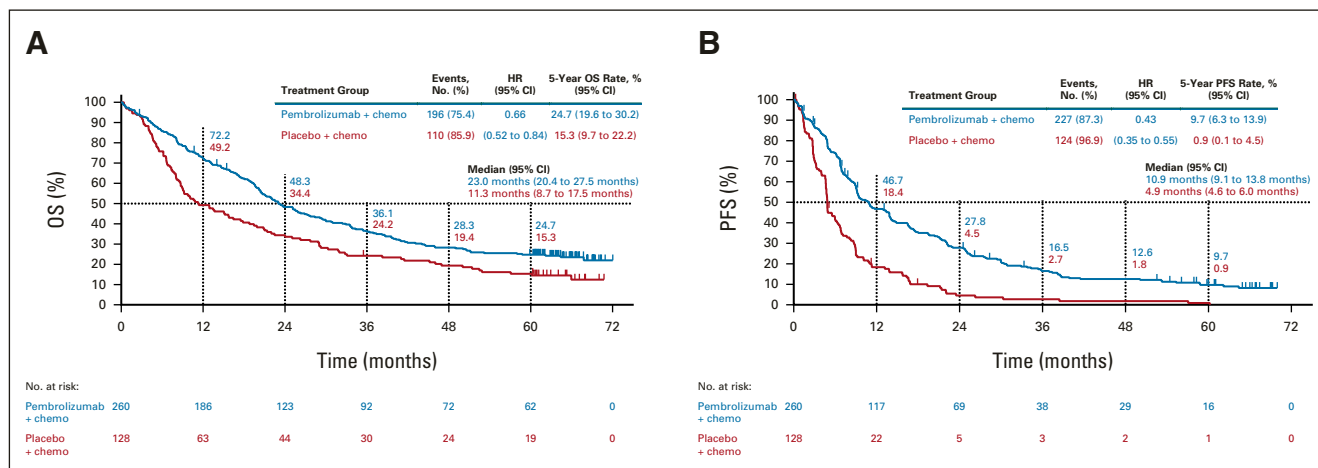 A
Treatment Group Events, No. (%) HR (95% CI) 5-Year OS Rate, % (95% CI)
Pembrolizumab + chemo 196 (75.4) 0.66 24.7 (19.6 to 30.2)
Placebo + chemo 110 (85.9) (0.52 to 0.84) 15.3 (9.7 to 22.2)
Median (95% CI)
23.0 months (20.4 to 27.5 months)
11.3 months (8.7 to 17.5 months)
OS (%)
100
90
80
70
60
50
40
30
20
10
0
72.2
49.2
48.3
34.4
36.1
24.2
28.3
19.4
24.7
15.3
0 12 24 36 48 60 72
Time (months)
No. at risk:
Pembrolizumab 260 186 123 92 72 62 0
+ chemo
Placebo 128 63 44 30 24 19 0
+ chemo
B
Treatment Group Events, No. (%) HR (95% CI) 5-Year PFS Rate, % (95% CI)
Pembrolizumab + chemo 227 (87.3) 0.43 9.7 (6.3 to 13.9)
Placebo + chemo 124 (96.9) (0.35 to 0.55) 0.9 (0.1 to 4.5)
Median (95% CI)
10.9 months (9.1 to 13.8 months)
4.9 months (4.6 to 6.0 months)
PFS (%)
100
90
80
70
60
50
40
30
20
10
0
46.7
18.4
27.8
4.5
16.5
2.7
12.6
1.8
9.7
0.9
0 12 24 36 48 60 72
Time (months)
No. at risk:
Pembrolizumab 260 117 69 38 29 16 0
+ chemo
Placebo 128 22 5 3 2 1 0
+ chemo